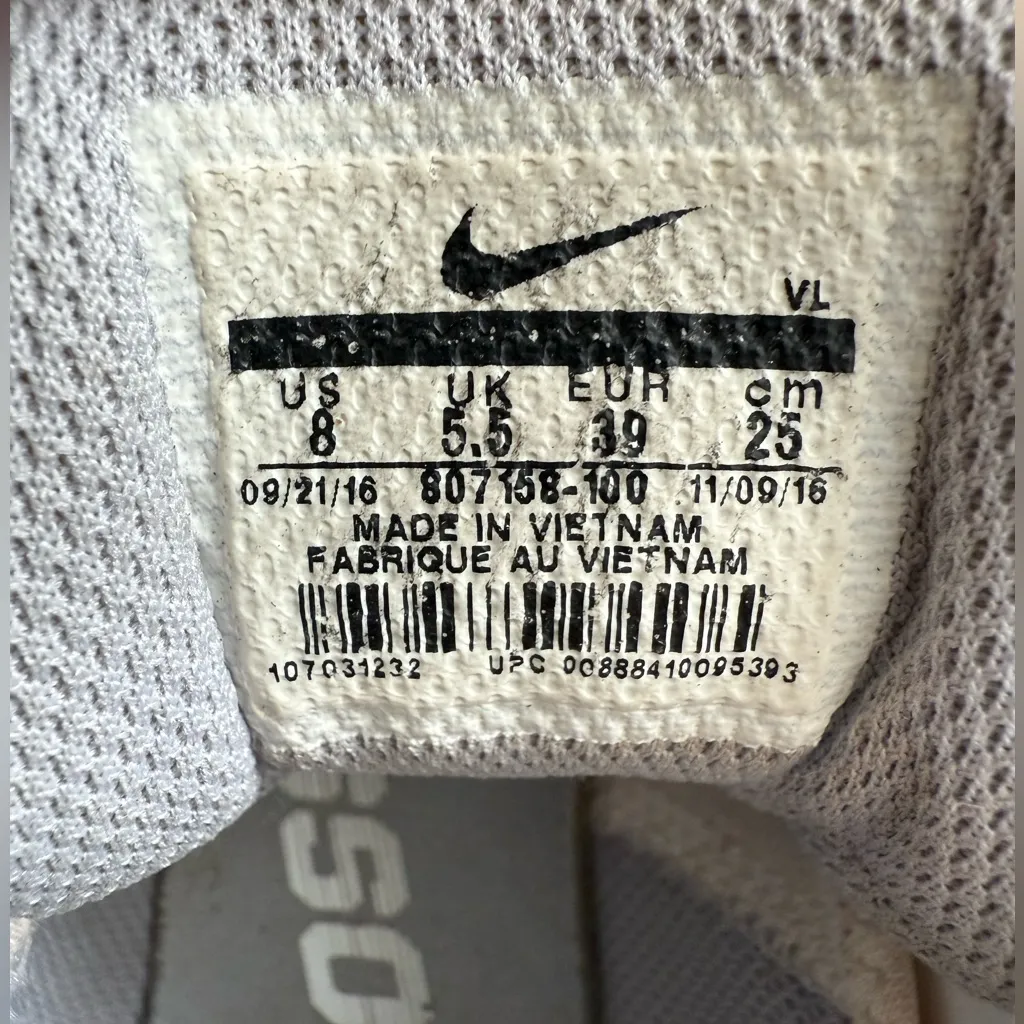 VL
US UK EUR cm
8 5.5 39 25
09/21/16 807158-100 11/09/16
MADE IN VIETNAM
FABRIQUE AU VIETNAM
107031232 UPC 00888410095393